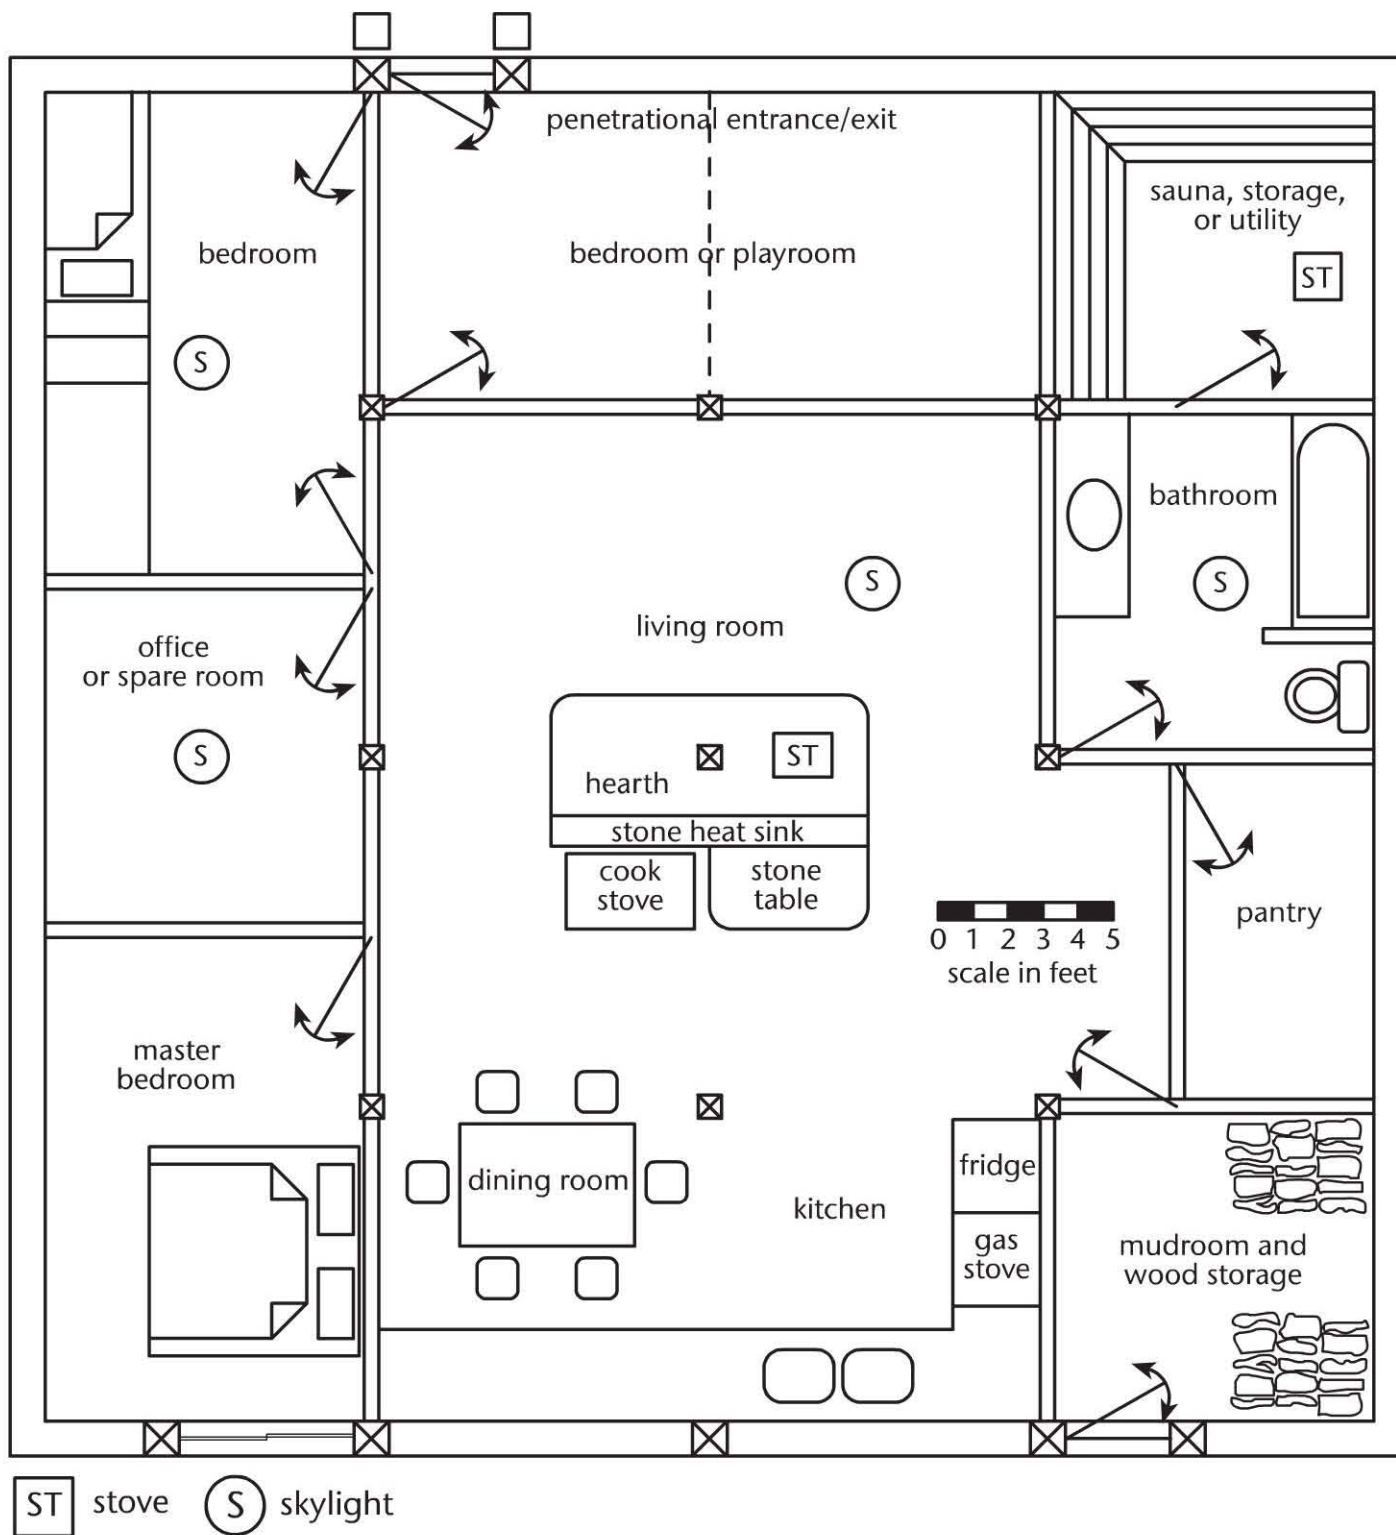 penetrational entrance/exit
sauna, storage,
or utility
ST
bedroom
bedroom or playroom
S
bathroom
S
S
living room
office
or spare room
S
ST
hearth
stone heat sink
cook
stove
stone
table
0 1 2 3 4 5
scale in feet
pantry
master
bedroom
dining room
kitchen
fridge
gas
stove
mudroom and
wood storage
ST stove S skylight